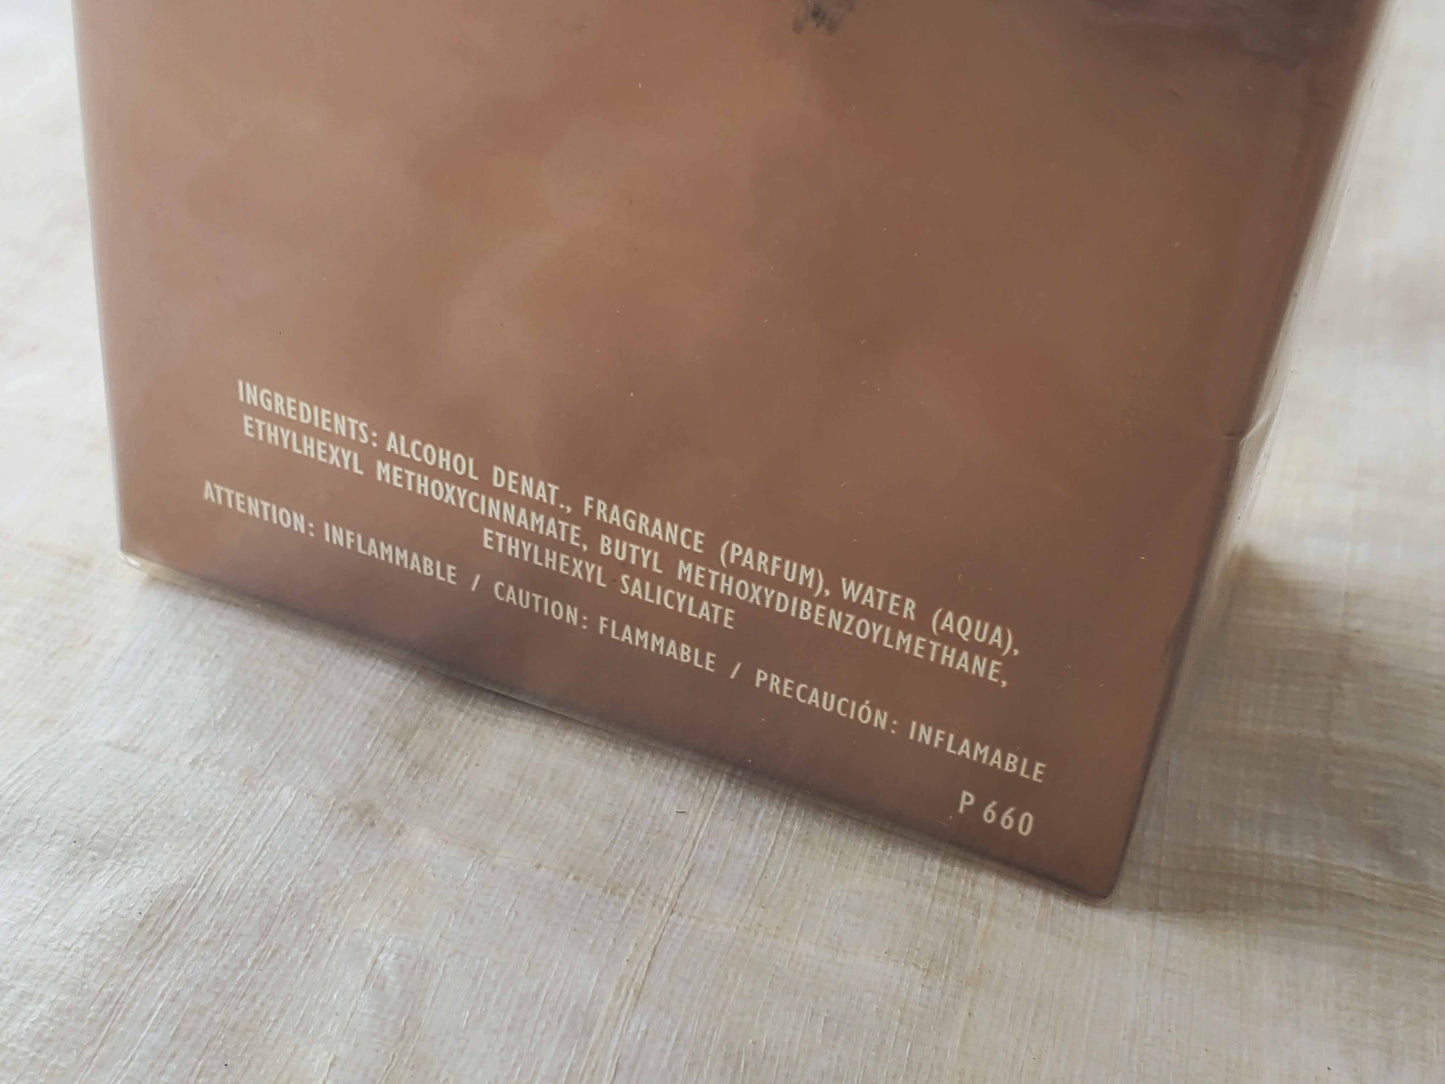 INGREDIENTS: ALCOHOL DENAT., FRAGRANCE (PARFUM), WATER (AQUA),
ETHYLHEXYL METHOXYCINNAMATE, BUTYL METHOXYDIBENZOYLMETHANE,
ETHYLHEXYL SALICYLATE
ATTENTION: INFLAMMABLE / CAUTION: FLAMMABLE / PRECAUCIÓN: INFLAMABLE
P 660